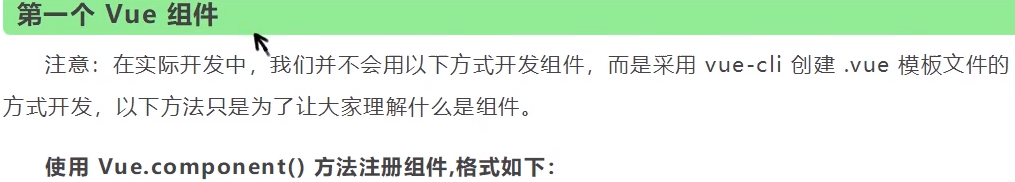 第一个 Vue 组件
注意：在实际开发中，我们并不会用以下方式开发组件，而是采用 vue-cli 创建 .vue 模板文件的
方式开发，以下方法只是为了让大家理解什么是组件。
使用 Vue.component() 方法注册组件,格式如下：